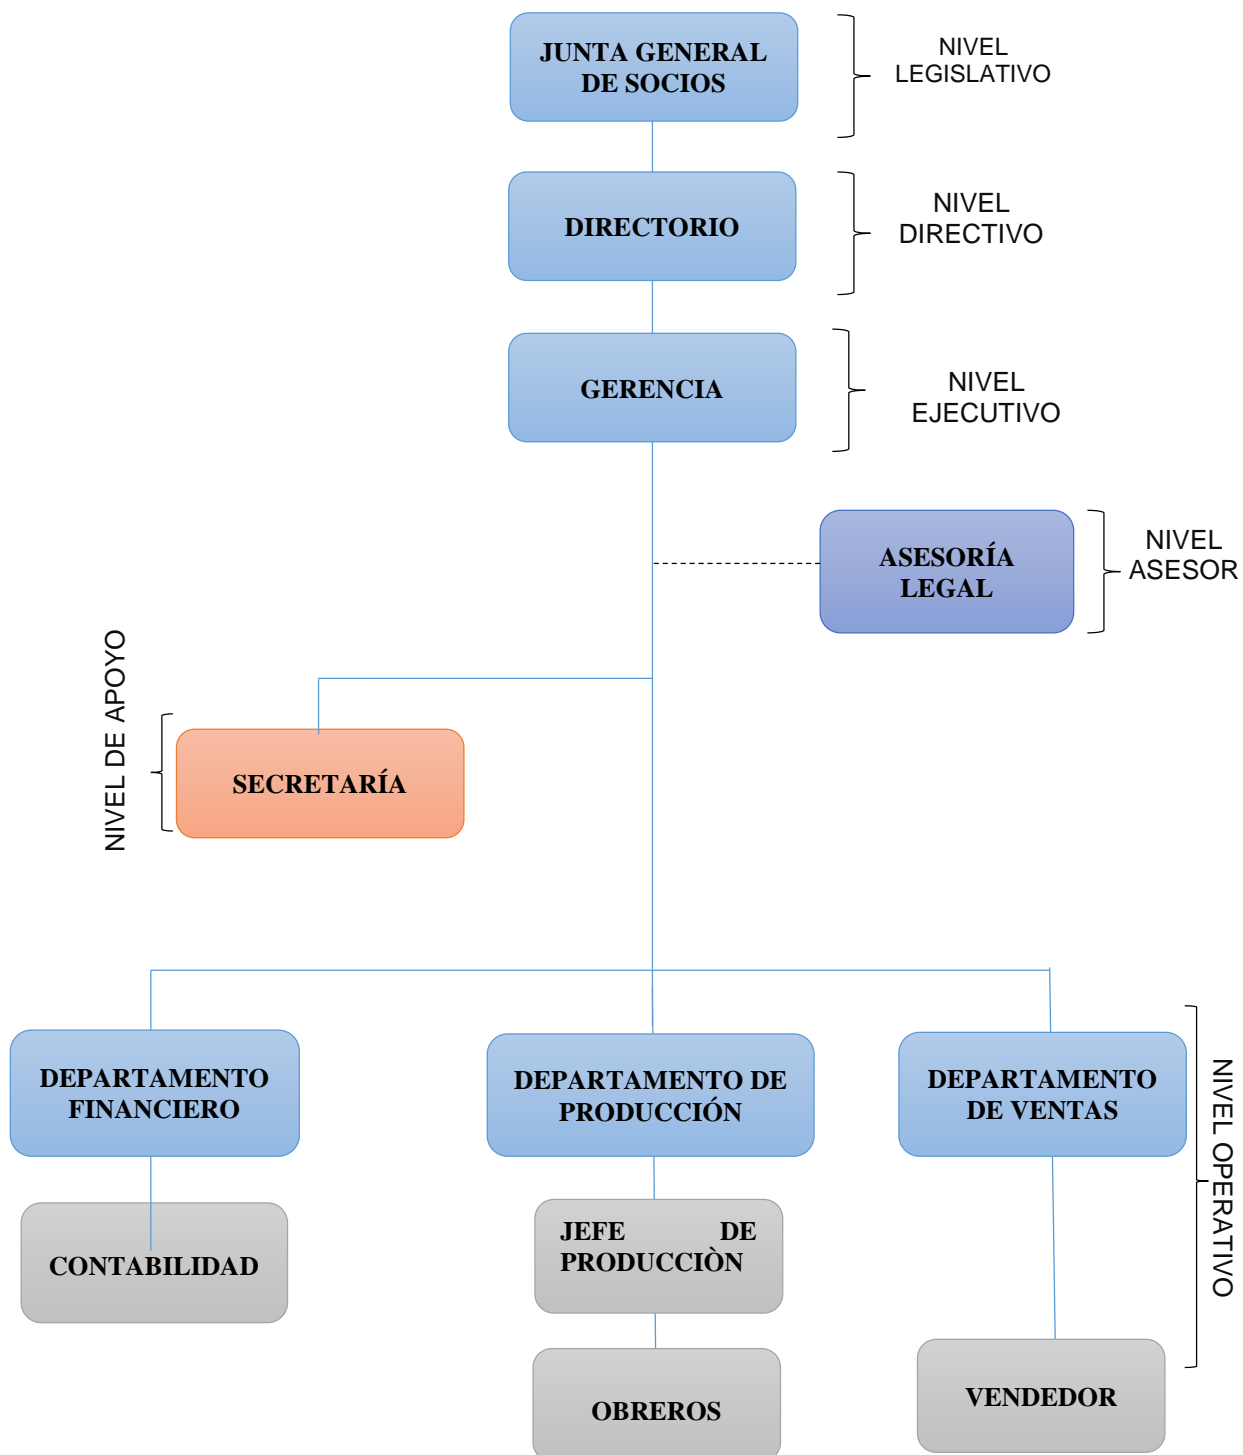 JUNTA GENERAL
DE SOCIOS
NIVEL
LEGISLATIVO
DIRECTORIO
NIVEL
DIRECTIVO
GERENCIA
NIVEL
EJECUTIVO
ASESORÍA
LEGAL
NIVEL
ASESOR
NIVEL DE APOYO
SECRETARÍA
DEPARTAMENTO
FINANCIERO
DEPARTAMENTO DE
PRODUCCIÓN
DEPARTAMENTO
DE VENTAS
NIVEL OPERATIVO
CONTABILIDAD
JEFE DE
PRODUCCIÒN
OBREROS
VENDEDOR